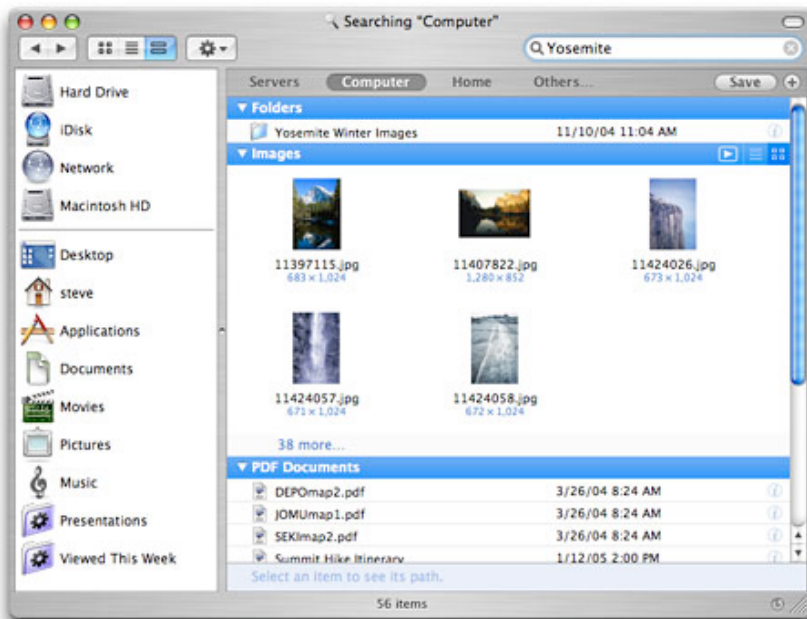 Searching "Computer"
Yosemite
Hard Drive
iDisk
Network
Macintosh HD
Desktop
steve
Applications
Documents
Movies
Pictures
Music
Presentations
Viewed This Week
Servers Computer Home Others... Save
Folders
Yosemite Winter Images 11/10/04 11:04 AM
Images
11397115.jpg 11407822.jpg 11424026.jpg
683 × 1,024 1,280 × 852 673 × 1,024
11424057.jpg 11424058.jpg
671 × 1,024 672 × 1,024
38 more...
PDF Documents
DEPOmap2.pdf 3/26/04 8:24 AM
JOMUmap1.pdf 3/26/04 8:24 AM
SEKImap2.pdf 3/26/04 8:24 AM
Summit Hike Itinerary 1/12/05 2:00 PM
Select an item to see its path.
56 items